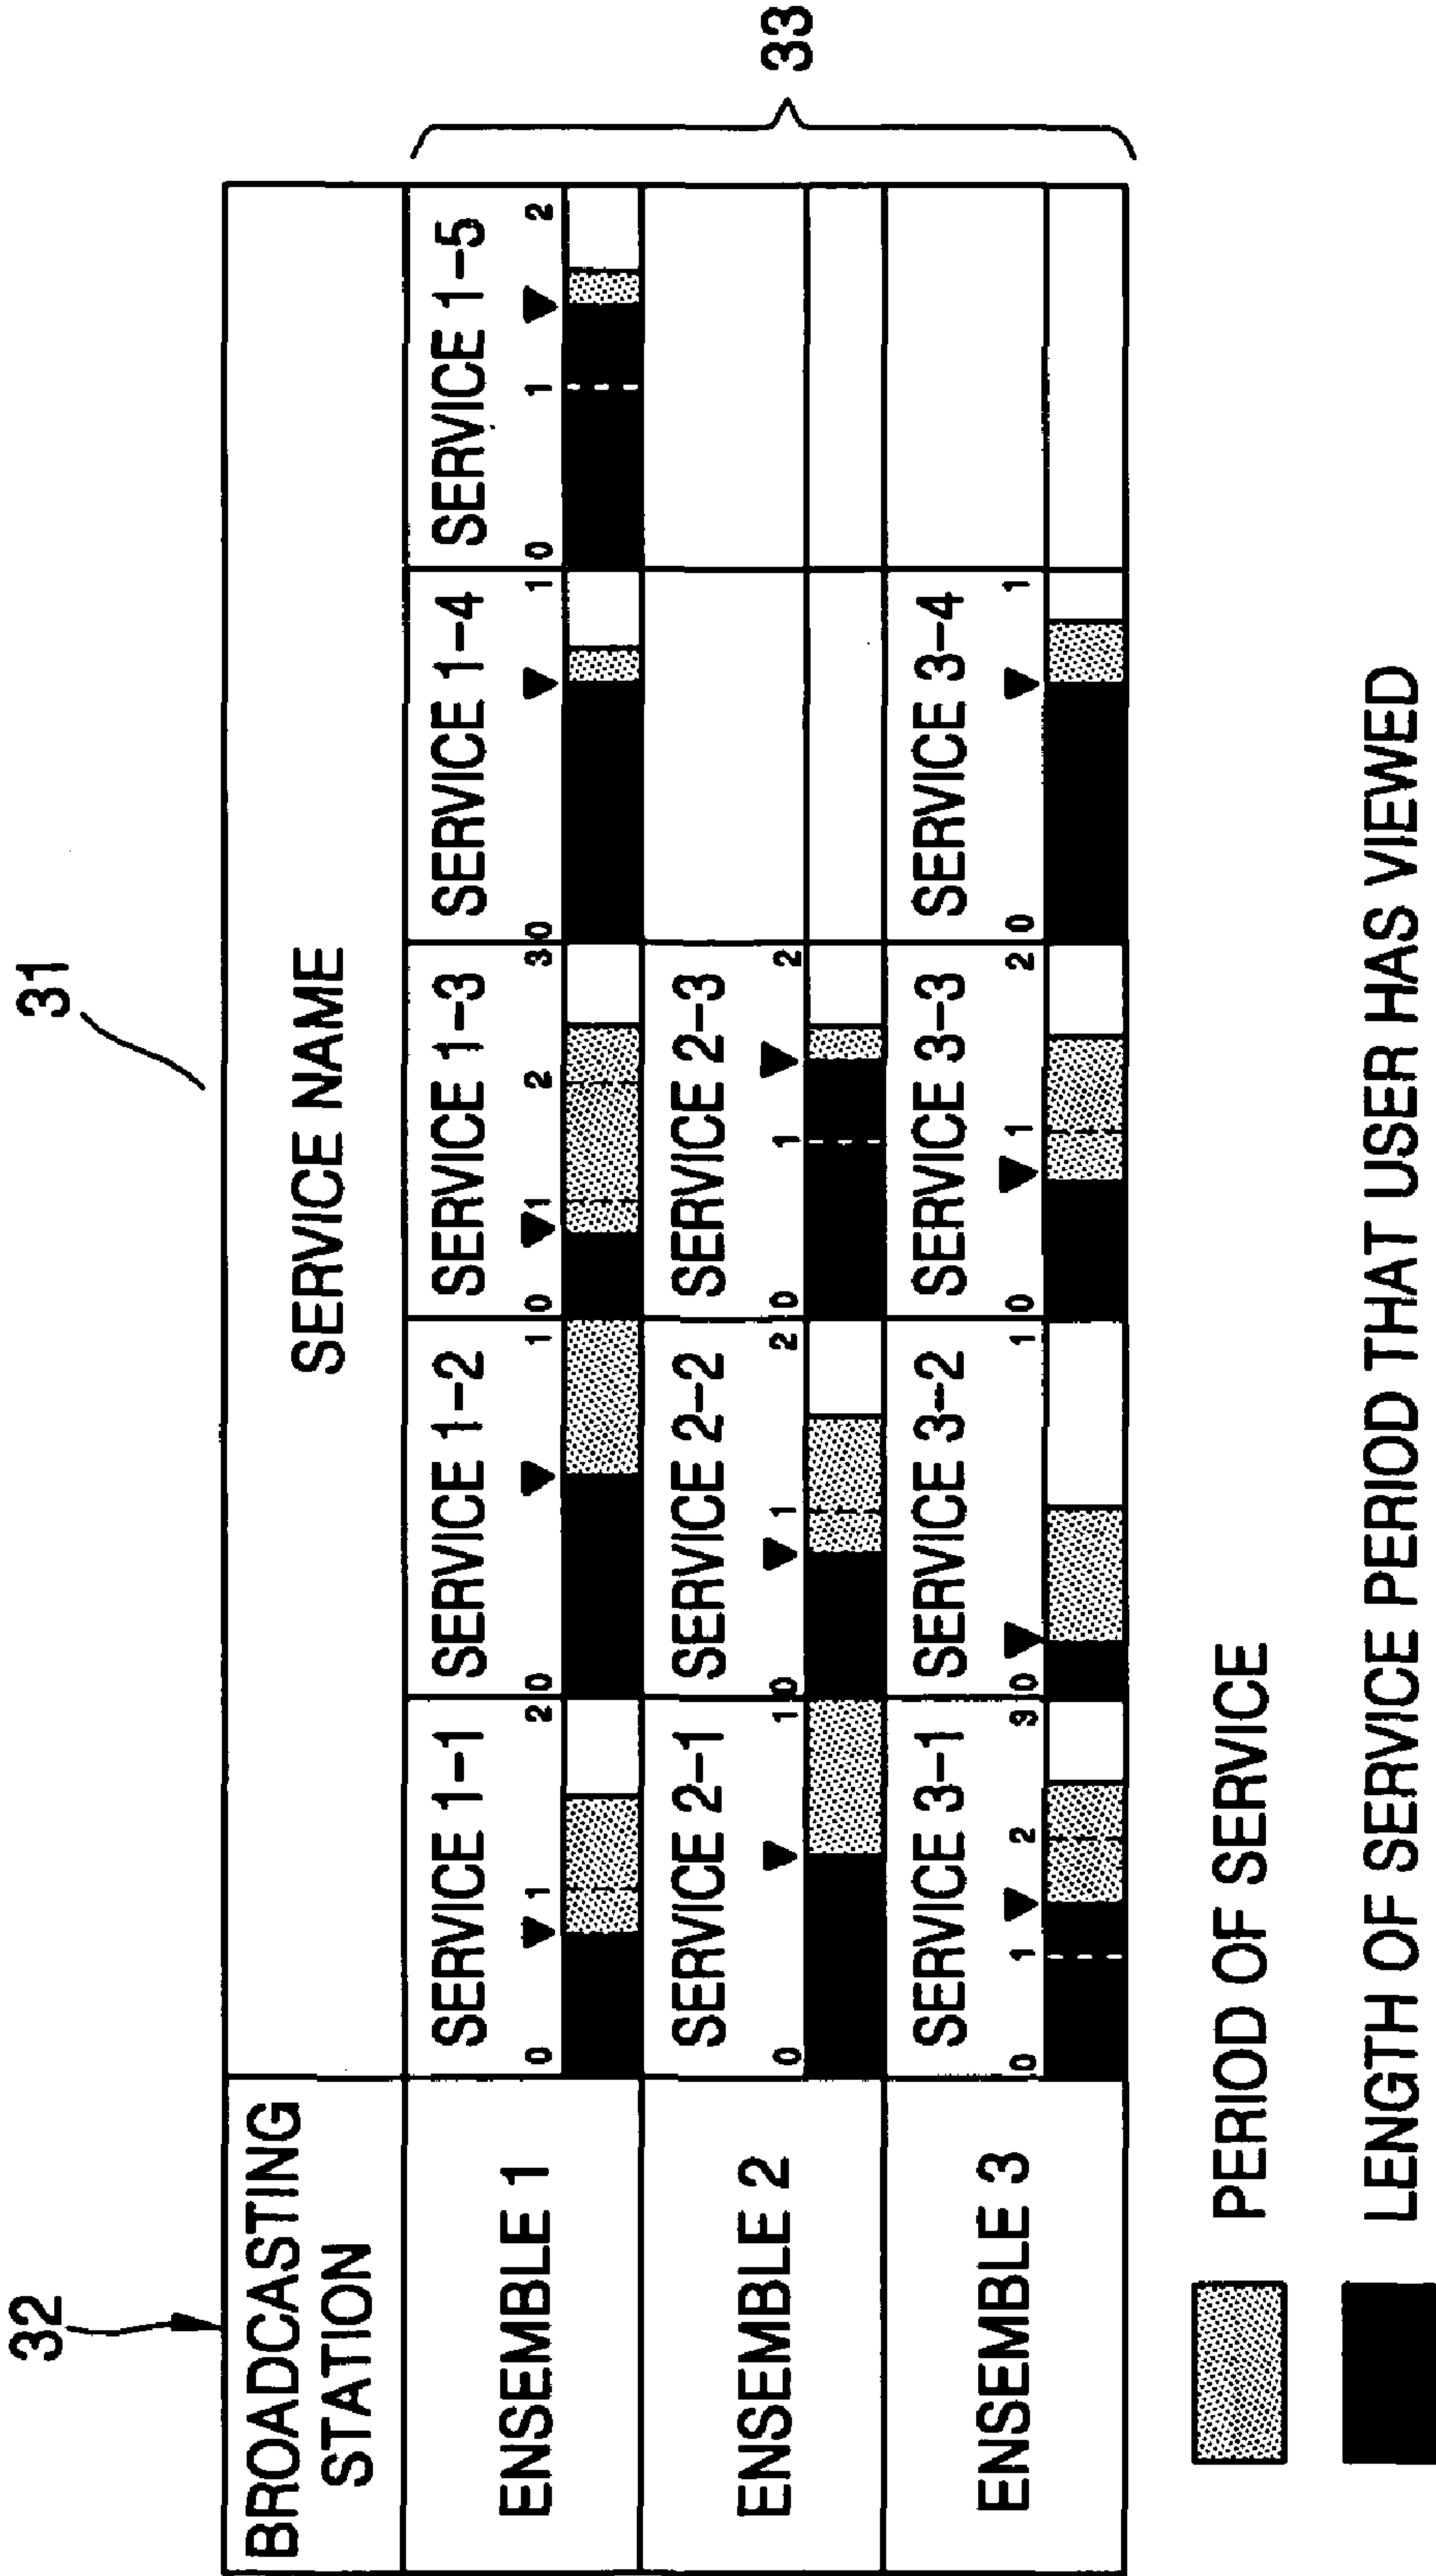 32
31
33
BROADCASTING
STATION
SERVICE NAME
ENSEMBLE 1
SERVICE 1-1
0 1 2
SERVICE 1-2
0 1
SERVICE 1-3
0 1 2 3
SERVICE 1-4
0 1
SERVICE 1-5
0 1 2
ENSEMBLE 2
SERVICE 2-1
0 1
SERVICE 2-2
0 1 2
SERVICE 2-3
0 1 2
ENSEMBLE 3
SERVICE 3-1
0 1 2 9
SERVICE 3-2
0 1
SERVICE 3-3
0 1 2
SERVICE 3-4
0 1
PERIOD OF SERVICE
LENGTH OF SERVICE PERIOD THAT USER HAS VIEWED